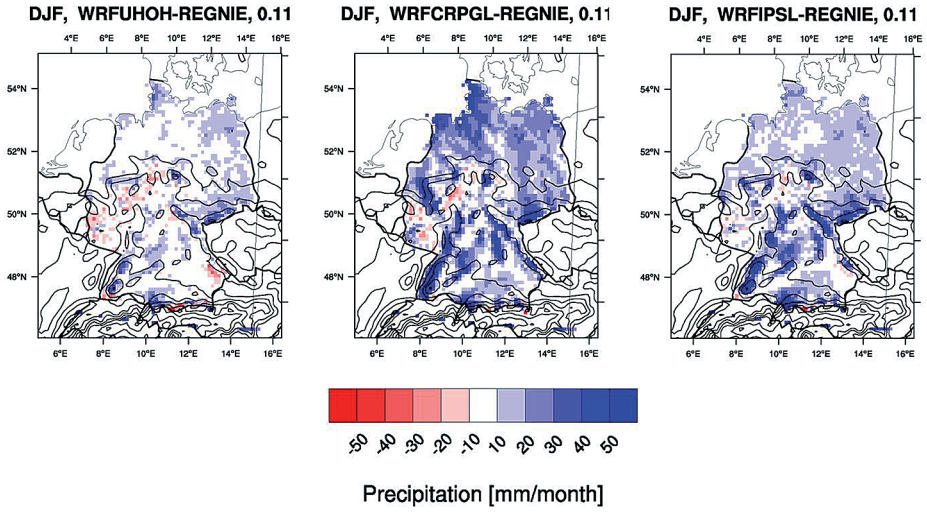 DJF, WRFUHOH-REGNIE, 0.11
DJF, WRFCRPGL-REGNIE, 0.11
DJF, WRFIPSL-REGNIE, 0.11
4°E 6°E 8°E 10°E 12°E 14°E 16°E
4°E 6°E 8°E 10°E 12°E 14°E 16°E
4°E 6°E 8°E 10°E 12°E 14°E 16°E
54°N 54°N 54°N
52°N 52°N 52°N
50°N 50°N 50°N
48°N 48°N 48°N
6°E 8°E 10°E 12°E 14°E 16°E
6°E 8°E 10°E 12°E 14°E 16°E
6°E 8°E 10°E 12°E 14°E 16°E
-50 -40 -30 -20 -10 10 20 30 40 50
Precipitation [mm/month]